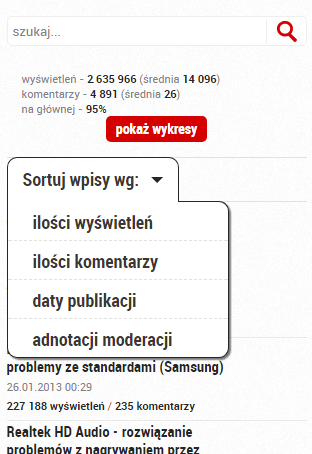 szukaj...
wyświetleń - 2 635 966 (średnia 14 096)
komentarzy - 4 891 (średnia 26)
na głównej - 95%
pokaż wykresy
Sortuj wpisy wg:
ilości wyświetleń
ilości komentarzy
daty publikacji
adnotacji moderacji
problemy ze standardami (Samsung)
26.01.2013 00:29
227 188 wyświetleń / 235 komentarzy
Realtek HD Audio - rozwiązanie
problemów z nagrywaniem przez